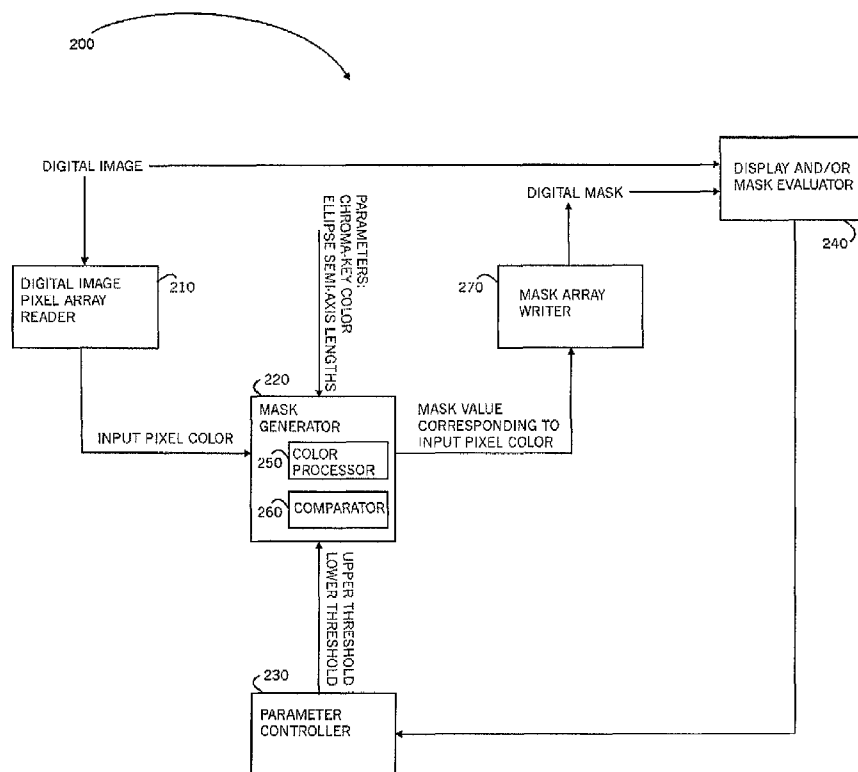 200
DIGITAL IMAGE
DISPLAY AND/OR
MASK EVALUATOR
240
DIGITAL MASK
PARAMETERS:
CHROMA-KEY COLOR
ELLIPSE SEMI-AXIS LENGTHS
DIGITAL IMAGE
PIXEL ARRAY
READER
210
270
MASK ARRAY
WRITER
220
MASK
GENERATOR
INPUT PIXEL COLOR
250
COLOR
PROCESSOR
260
COMPARATOR
MASK VALUE
CORRESPONDING TO
INPUT PIXEL COLOR
UPPER THRESHOLD
LOWER THRESHOLD
230
PARAMETER
CONTROLLER